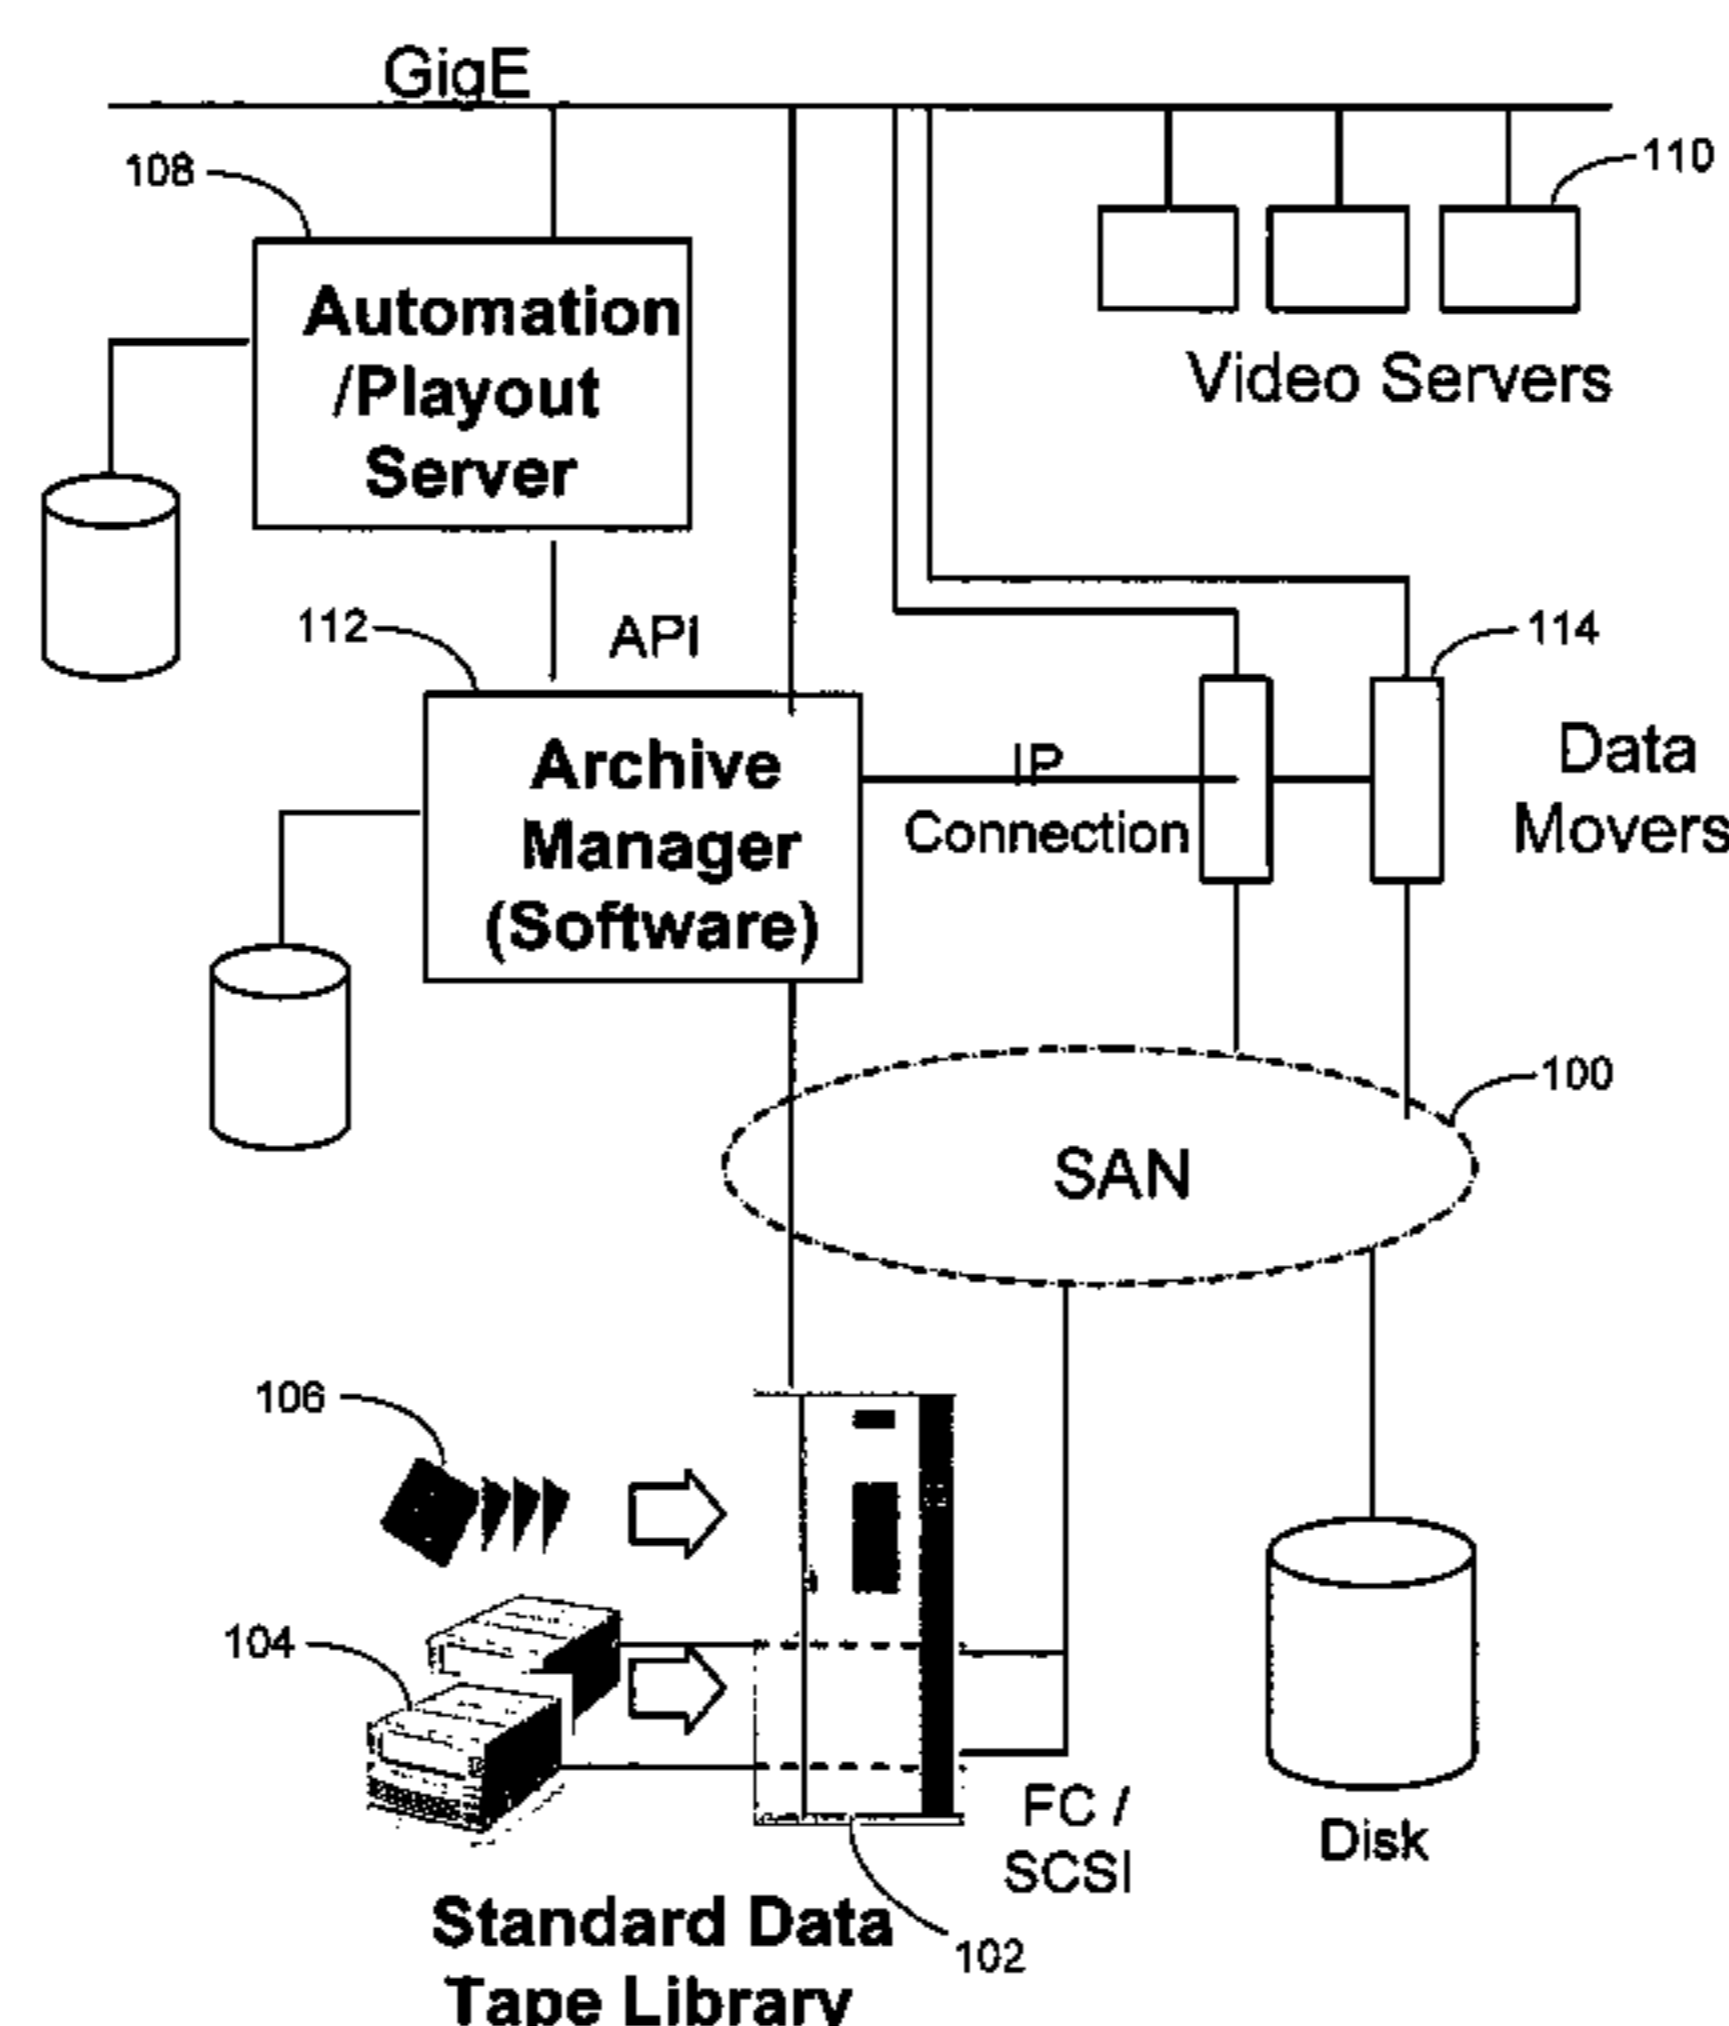 GigE
108
110
Automation
/Playout
Server
Video Servers
112
API
114
Archive
Manager
(Software)
IP
Connection
Data
Movers
100
SAN
106
104
FC /
SCSI
Disk
Standard Data
Tape Library
102